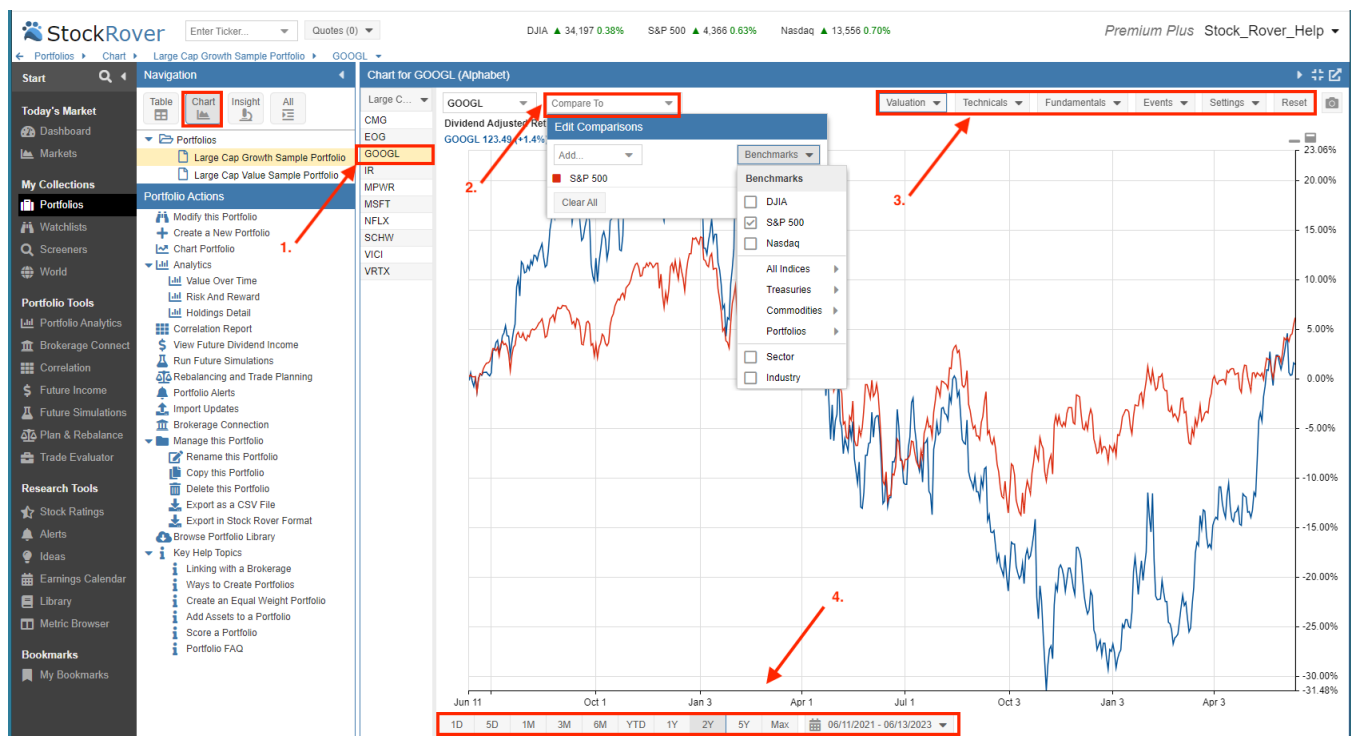 StockRover
Enter Ticker...
Quotes (0)
DJIA ▲ 34,197 0.38% S&P 500 ▲ 4,366 0.63% Nasdaq ▲ 13,556 0.70%
Premium Plus Stock_Rover_Help
Portfolios Chart Large Cap Growth Sample Portfolio GOOGL
Start
Today's Market
Dashboard
Markets
My Collections
Portfolios
Watchlists
Screeners
World
Portfolio Tools
Portfolio Analytics
Brokerage Connect
Correlation
Future Income
Future Simulations
Plan & Rebalance
Trade Evaluator
Research Tools
Stock Ratings
Alerts
Ideas
Earnings Calendar
Library
Metric Browser
Bookmarks
My Bookmarks
Navigation
Table Chart Insight All
Portfolios
Large Cap Growth Sample Portfolio
Large Cap Value Sample Portfolio
Portfolio Actions
Modify this Portfolio
Create a New Portfolio
Chart Portfolio
Analytics
Value Over Time
Risk And Reward
Holdings Detail
Correlation Report
View Future Dividend Income
Run Future Simulations
Rebalancing and Trade Planning
Portfolio Alerts
Import Updates
Brokerage Connection
Manage this Portfolio
Rename this Portfolio
Copy this Portfolio
Delete this Portfolio
Export as a CSV File
Export in Stock Rover Format
Browse Portfolio Library
Key Help Topics
Linking with a Brokerage
Ways to Create Portfolios
Create an Equal Weight Portfolio
Add Assets to a Portfolio
Score a Portfolio
Portfolio FAQ
1.
Chart for GOOGL (Alphabet)
Large C...
CMG
EOG
GOOGL
IR
MPWR
MSFT
NFLX
SCHW
VICI
VRTX
GOOGL
Compare To
Valuation Technicals Fundamentals Events Settings Reset
Dividend Adjusted Ret
GOOGL 123.49 (+1.4%
2.
Edit Comparisons
Add...
Benchmarks
S&P 500
Clear All
Benchmarks
DJIA
S&P 500
Nasdaq
All Indices
Treasuries
Commodities
Portfolios
Sector
Industry
3.
23.06%
20.00%
15.00%
10.00%
5.00%
0.00%
-5.00%
-10.00%
-15.00%
-20.00%
-25.00%
-30.00%
-31.48%
4.
Jun 11 Oct 1 Jan 3 Apr 1 Jul 1 Oct 3 Jan 3 Apr 3
1D 5D 1M 3M 6M YTD 1Y 2Y 5Y Max 06/11/2021 - 06/13/2023